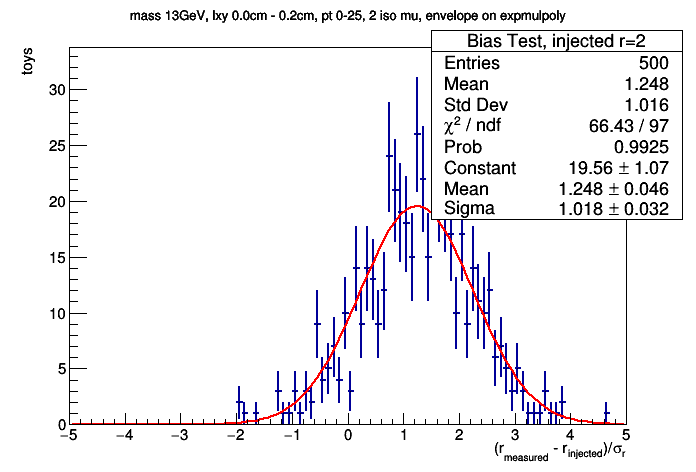 mass 13GeV, lxy 0.0cm - 0.2cm, pt 0-25, 2 iso mu, envelope on expmulpoly
toys
Bias Test, injected r=2
Entries 500
Mean 1.248
Std Dev 1.016
χ² / ndf 66.43 / 97
Prob 0.9925
Constant 19.56 ± 1.07
Mean 1.248 ± 0.046
Sigma 1.018 ± 0.032
30
25
20
15
10
5
0
−5 −4 −3 −2 −1 0 1 2 3 4 5
(r_measured - r_injected)/σ_r